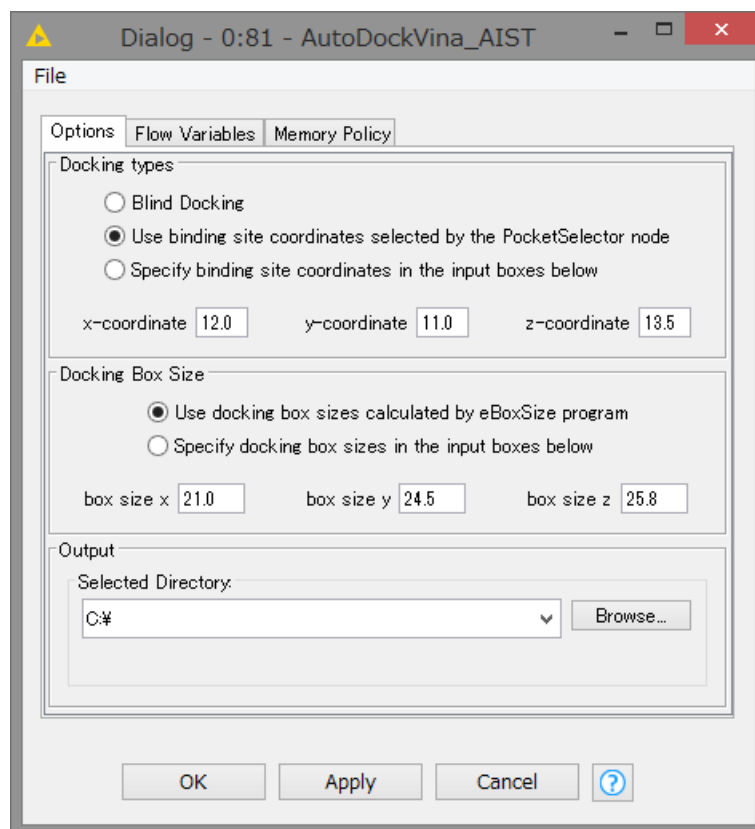 Dialog - 0:81 - AutoDockVina_AIST
File
Options Flow Variables Memory Policy
Docking types
Blind Docking
Use binding site coordinates selected by the PocketSelector node
Specify binding site coordinates in the input boxes below
x-coordinate 12.0 y-coordinate 11.0 z-coordinate 13.5
Docking Box Size
Use docking box sizes calculated by eBoxSize program
Specify docking box sizes in the input boxes below
box size x 21.0 box size y 24.5 box size z 25.8
Output
Selected Directory:
C:¥ Browse...
OK Apply Cancel ?